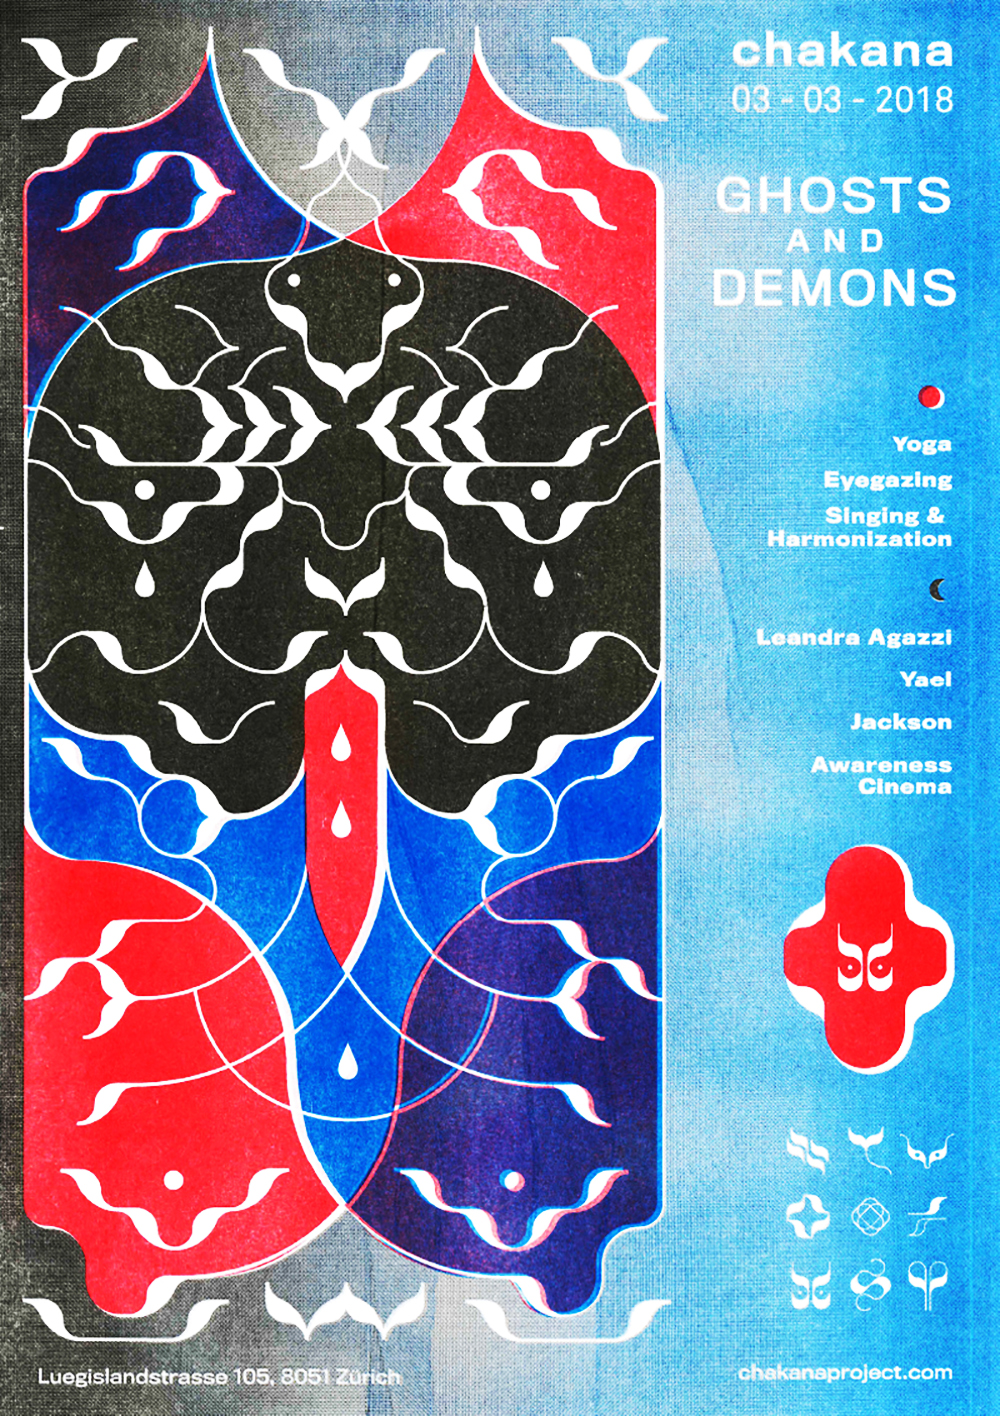 chakana
03 - 03 - 2018
GHOSTS
AND
DEMONS
Yoga
Eyegazing
Singing &
Harmonization
Leandra Agazzi
Yael
Jackson
Awareness
Cinema
Luegislandstrasse 105, 8051 Zürich
chakanaproject.com